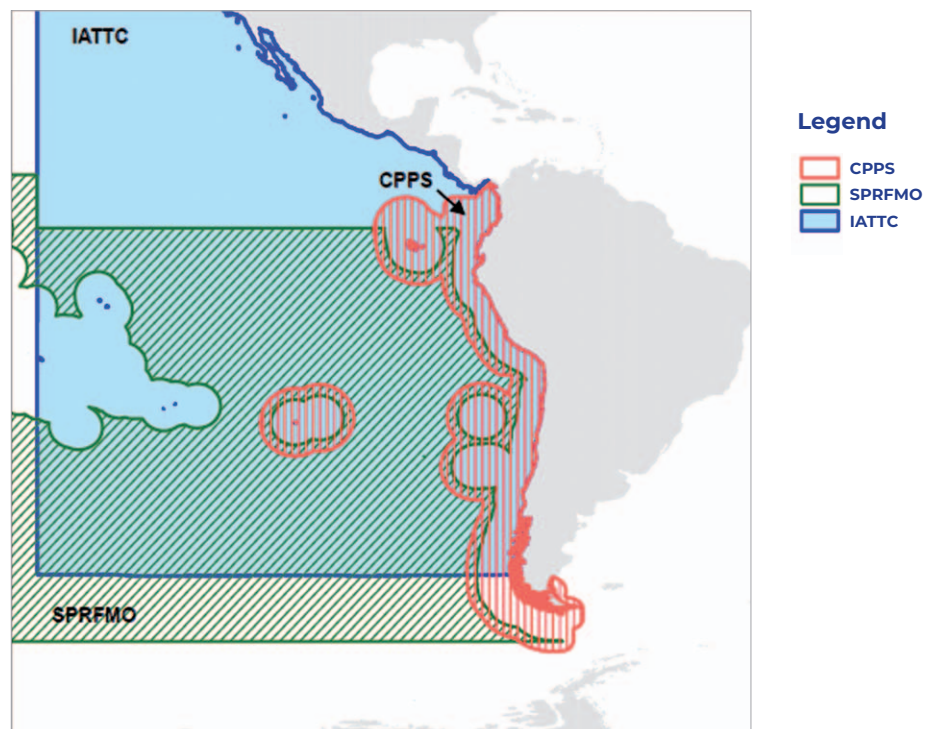 IATTC
CPPS
SPRFMO
Legend
CPPS
SPRFMO
IATTC